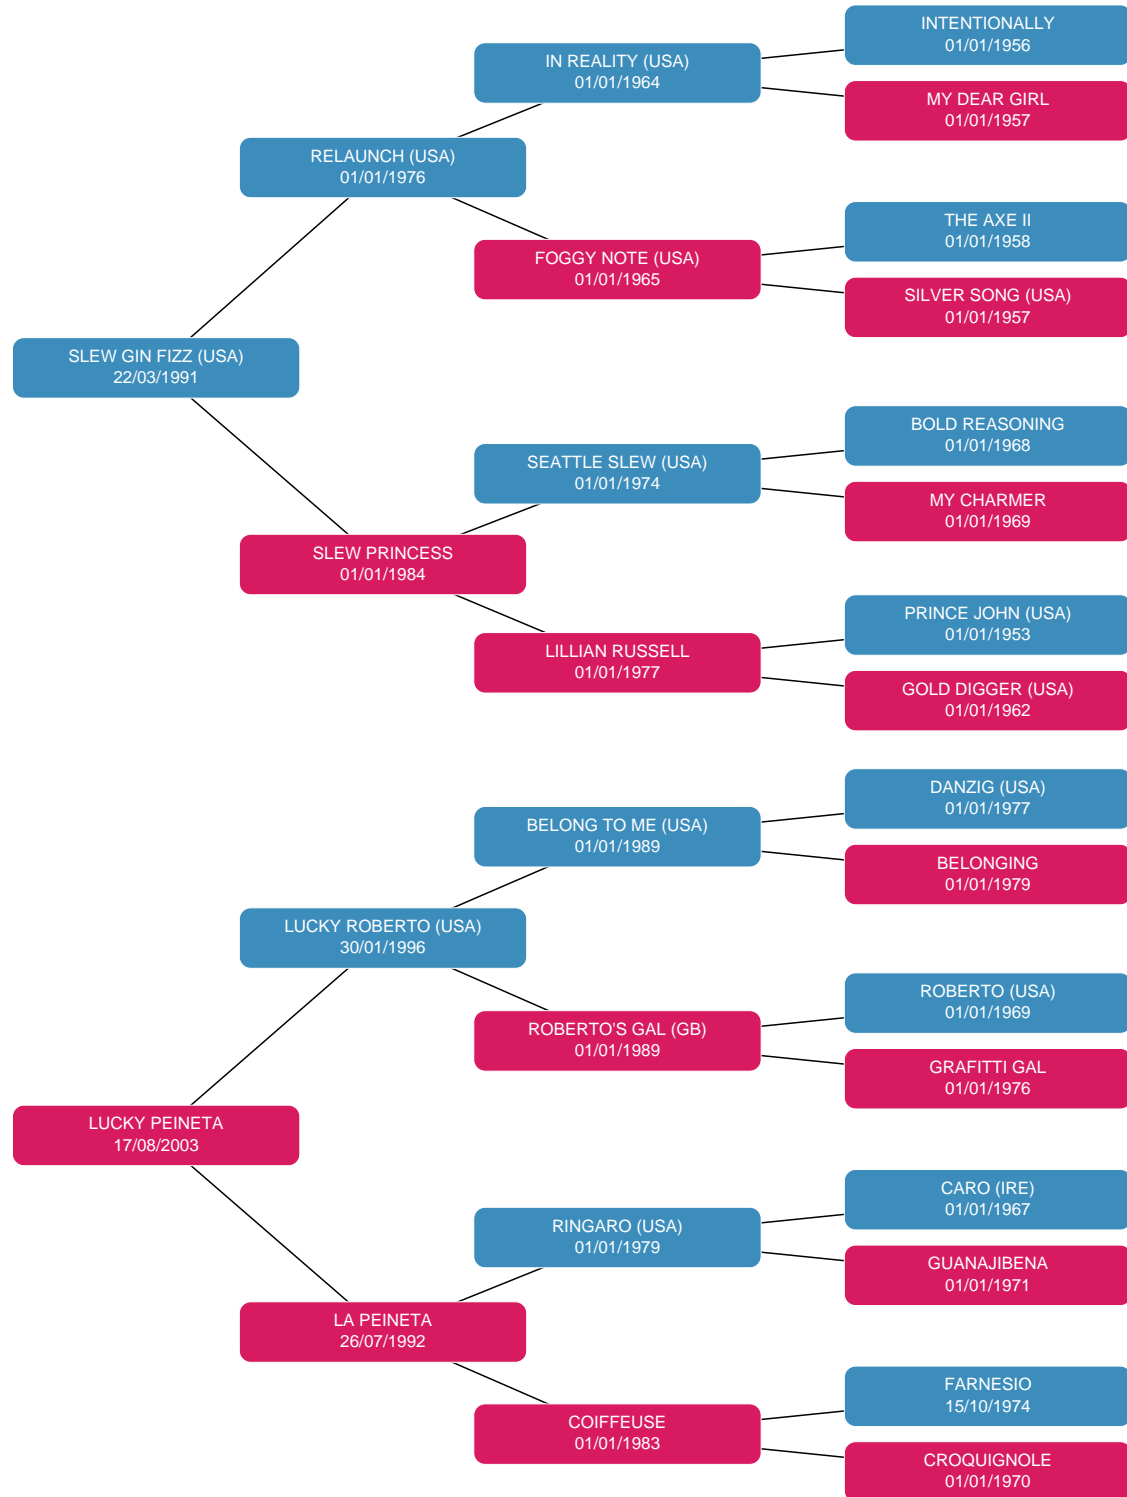 INTENTIONALLY
01/01/1956
IN REALITY (USA)
01/01/1964
MY DEAR GIRL
01/01/1957
RELAUNCH (USA)
01/01/1976
THE AXE II
01/01/1958
FOGGY NOTE (USA)
01/01/1965
SILVER SONG (USA)
01/01/1957
SLEW GIN FIZZ (USA)
22/03/1991
BOLD REASONING
01/01/1968
SEATTLE SLEW (USA)
01/01/1974
MY CHARMER
01/01/1969
SLEW PRINCESS
01/01/1984
PRINCE JOHN (USA)
01/01/1953
LILLIAN RUSSELL
01/01/1977
GOLD DIGGER (USA)
01/01/1962
DANZIG (USA)
01/01/1977
BELONG TO ME (USA)
01/01/1989
BELONGING
01/01/1979
LUCKY ROBERTO (USA)
30/01/1996
ROBERTO (USA)
01/01/1969
ROBERTO'S GAL (GB)
01/01/1989
GRAFITTI GAL
01/01/1976
LUCKY PEINETA
17/08/2003
CARO (IRE)
01/01/1967
RINGARO (USA)
01/01/1979
GUANAJIBENA
01/01/1971
LA PEINETA
26/07/1992
FARNESIO
15/10/1974
COIFFEUSE
01/01/1983
CROQUIGNOLE
01/01/1970